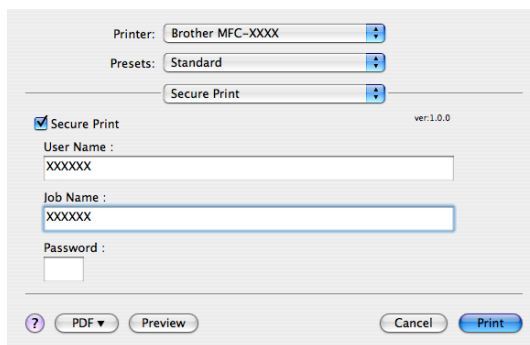 Printer: Brother MFC-XXXX
Presets: Standard
Secure Print
Secure Print ver:1.0.0
User Name :
XXXXXX
Job Name :
XXXXXX
Password :
? PDF ▼ Preview Cancel Print